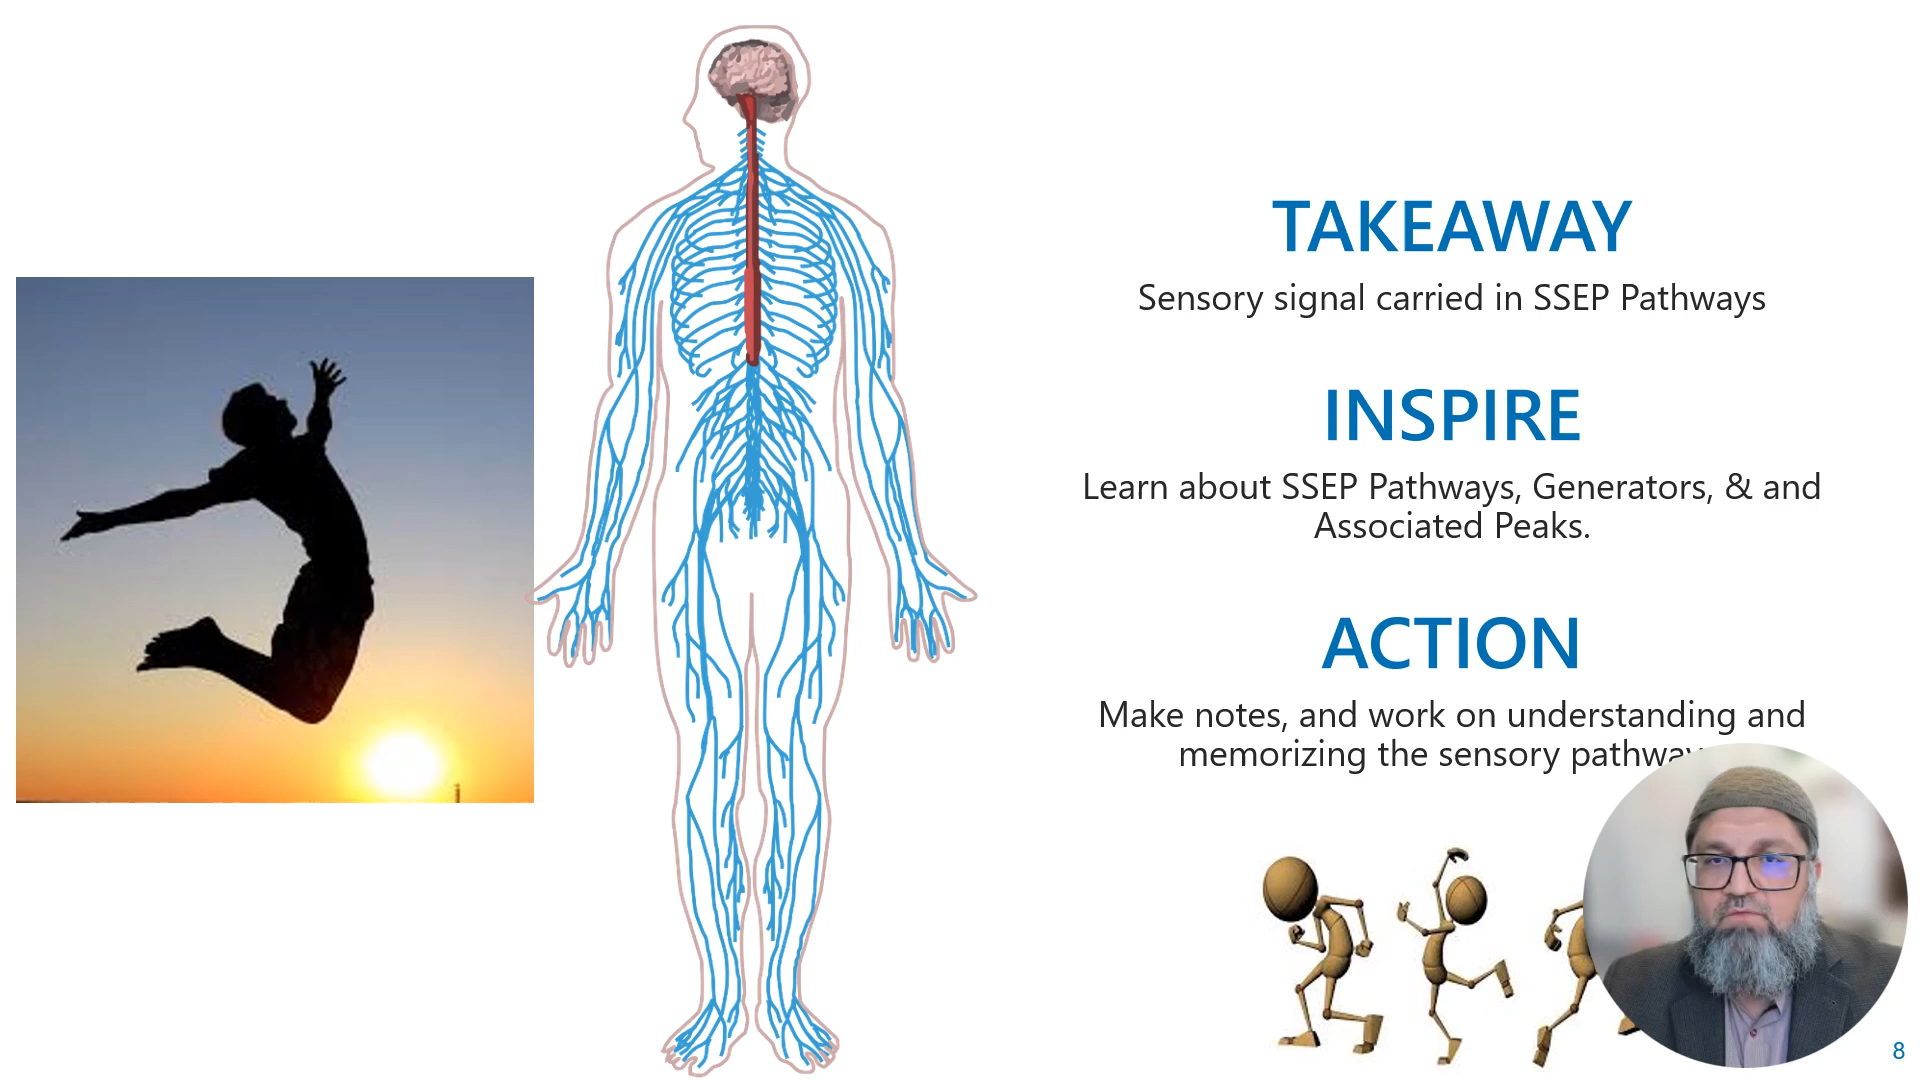 TAKEAWAY
Sensory signal carried in SSEP Pathways
INSPIRE
Learn about SSEP Pathways, Generators, & and
Associated Peaks.
ACTION
Make notes, and work on understanding and
memorizing the sensory
8